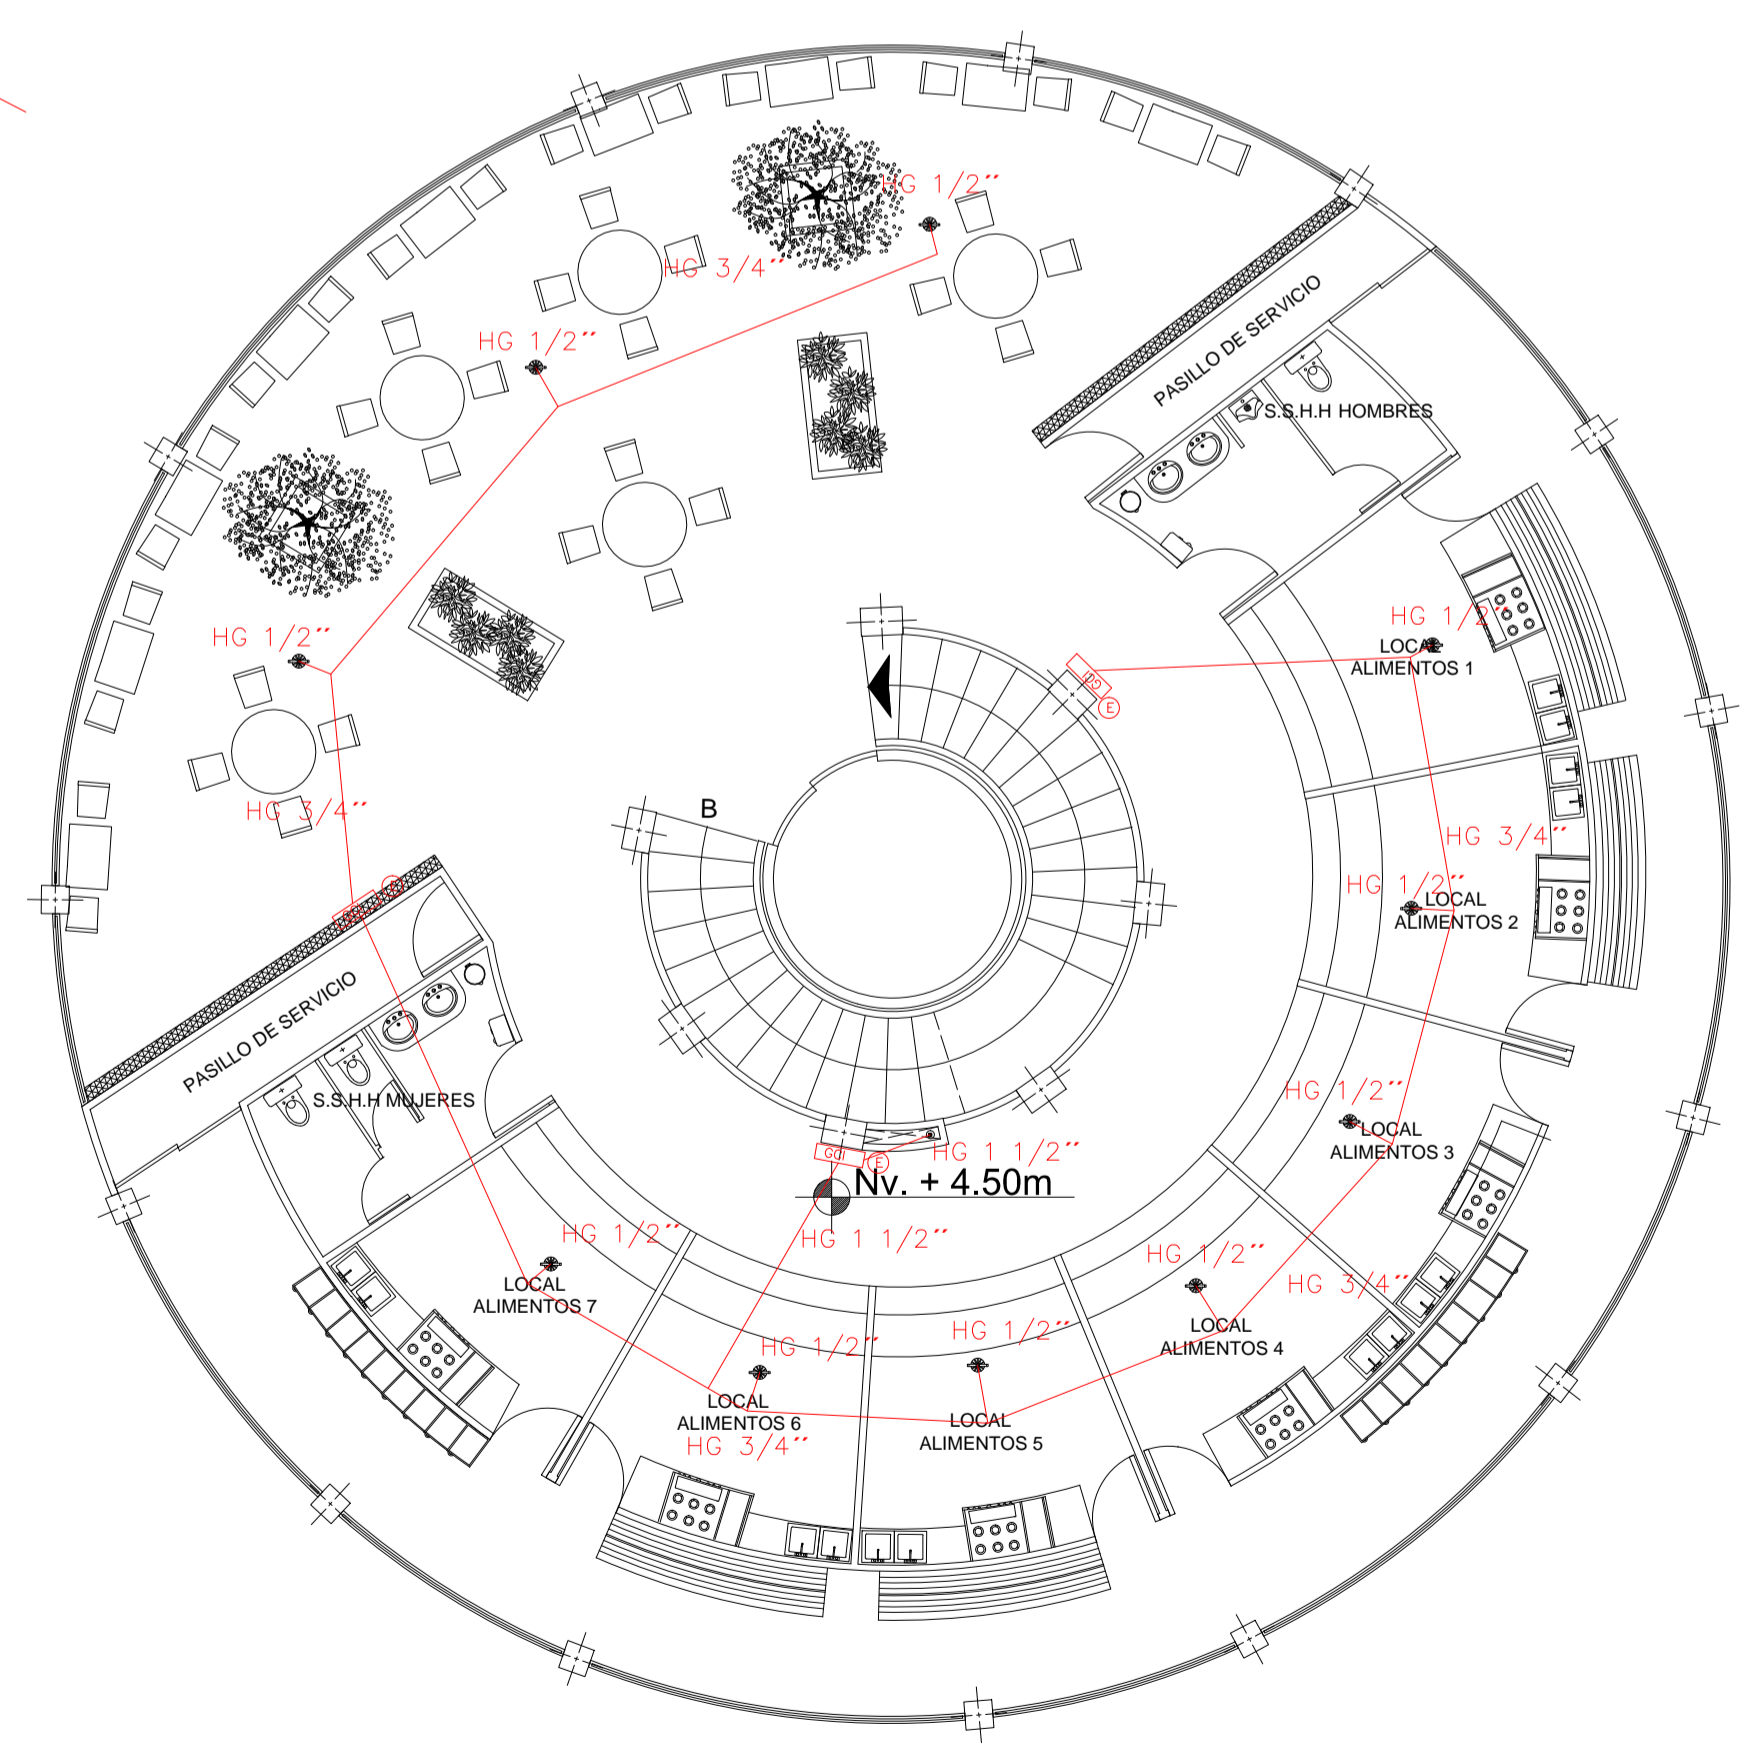 HG 1/2''
HG 3/4''
HG 1/2''
PASILLO DE SERVICIO
S.S.H.H HOMBRES
HG 1/2''
HG 1/2''
LOCAL
ALIMENTOS 1
GCI
E
HG 3/4''
B
HG 3/4''
HG 1/2''
LOCAL
ALIMENTOS 2
PASILLO DE SERVICIO
S.S.H.H MUJERES
HG 1/2''
LOCAL
ALIMENTOS 3
GCI
E
HG 1 1/2''
Nv. + 4.50m
HG 1/2''
HG 1 1/2''
HG 1/2''
HG 3/4''
LOCAL
ALIMENTOS 7
HG 1/2''
HG 1/2''
LOCAL
ALIMENTOS 4
LOCAL
ALIMENTOS 6
LOCAL
ALIMENTOS 5
HG 3/4''